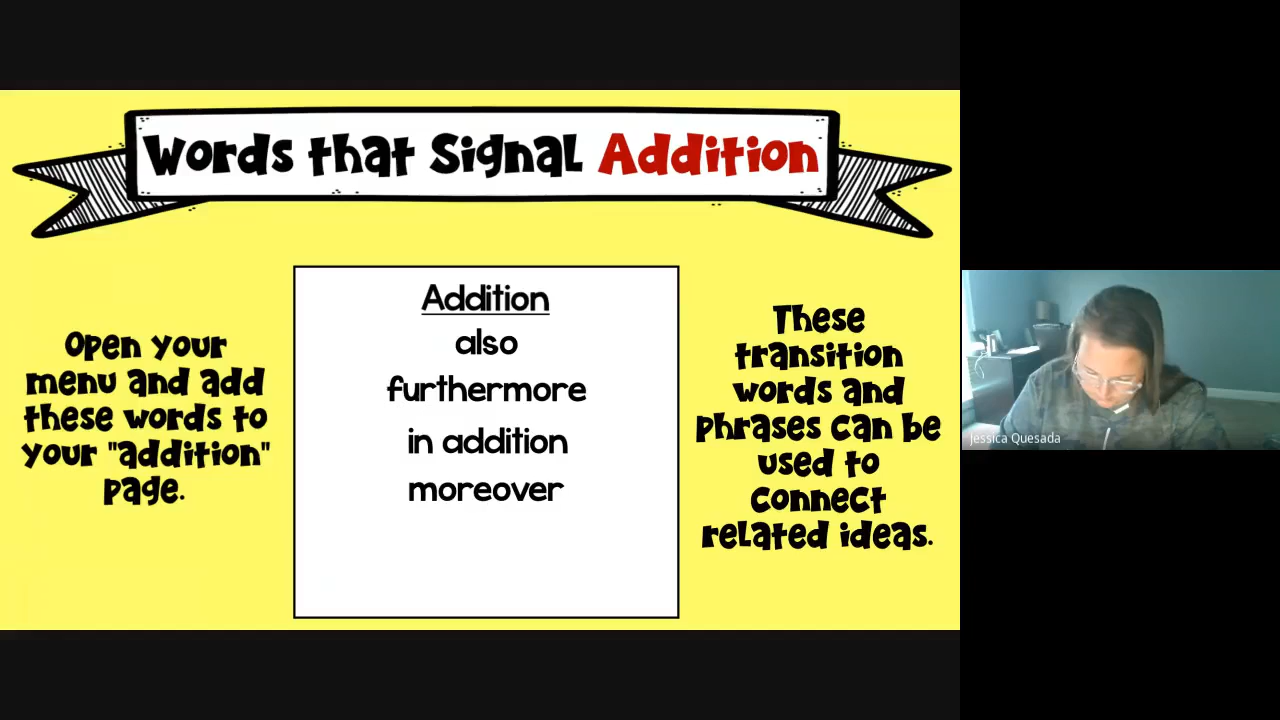 Words that Signal Addition
Open your
menu and add
these words to
your "addition"
page.
Addition
also
furthermore
in addition
moreover
These
transition
words and
phrases can be
used to
connect
related ideas.
Jessica Quesada